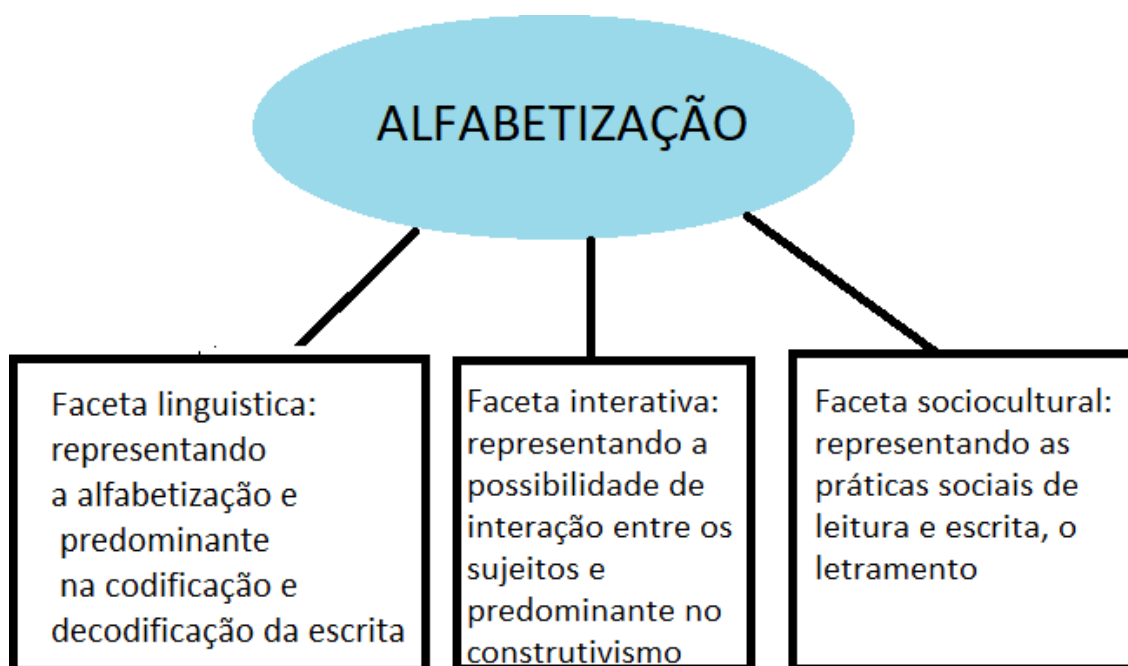 ALFABETIZAÇÃO
Faceta linguistica:
representando
a alfabetização e
predominante
na codificação e
decodificação da escrita
Faceta interativa:
representando a
possibilidade de
interação entre os
sujeitos e
predominante no
construtivismo
Faceta sociocultural:
representando as
práticas sociais de
leitura e escrita, o
letramento